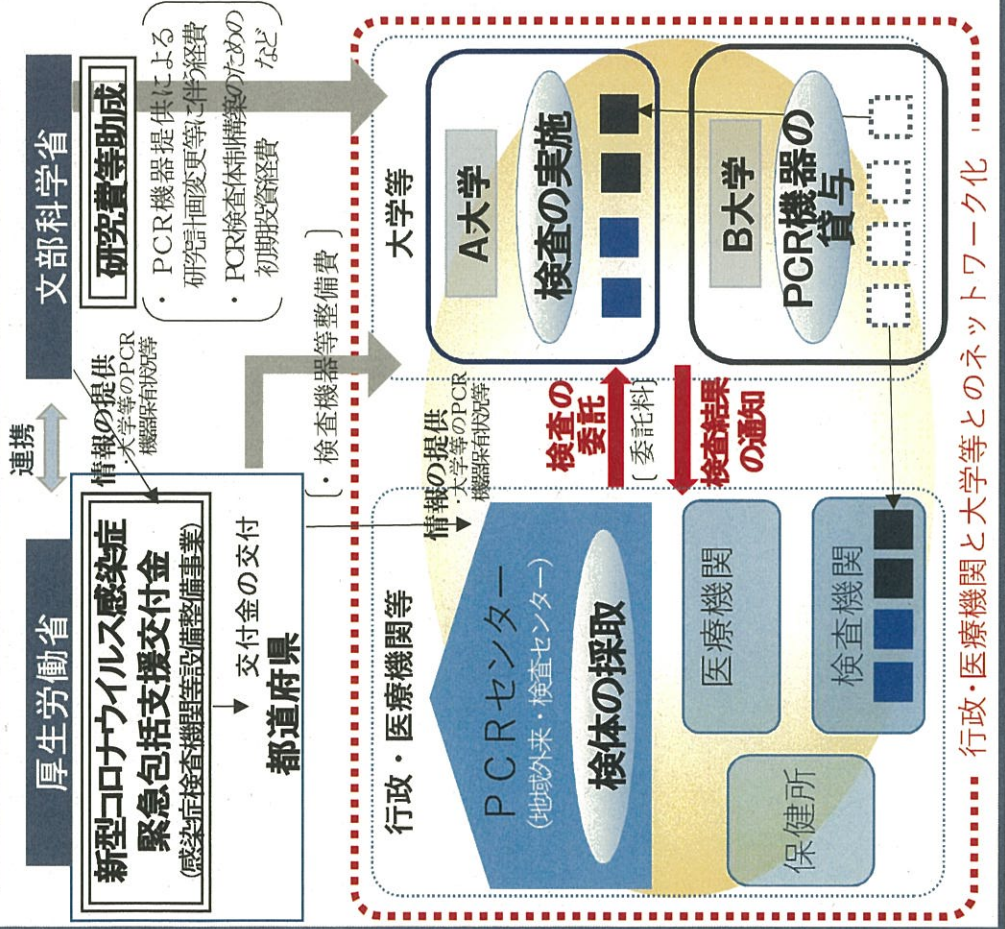 厚生労働省
連携
文部科学省
新型コロナウイルス感染症
緊急包括支援交付金
(感染症検査機関等設備整備事業)
情報の提供
・大学等のPCR
機器保有状況等
研究費等助成
・PCR機器提供による
研究計画変更等に伴う経費
・PCR検査体制構築のための
初期投資経費
など
交付金の交付
都道府県
・検査機器等整備費
情報の提供
・大学等のPCR
機器保有状況等
行政・医療機関等
PCRセンター
(地域外来・検査センター)
検体の採取
保健所
医療機関
検査機関
検査の
委託
委託料
検査結果
の通知
大学等
A大学
検査の実施
B大学
PCR機器の
貸与
行政・医療機関と大学等とのネットワーク化